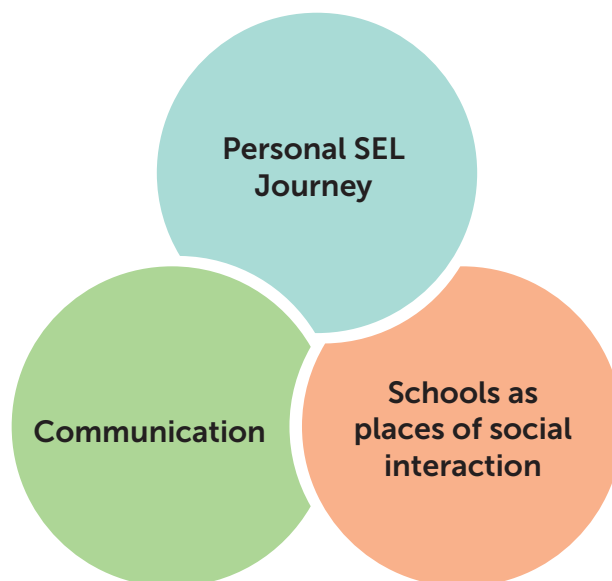 Personal SEL
Journey
Communication
Schools as
places of social
interaction